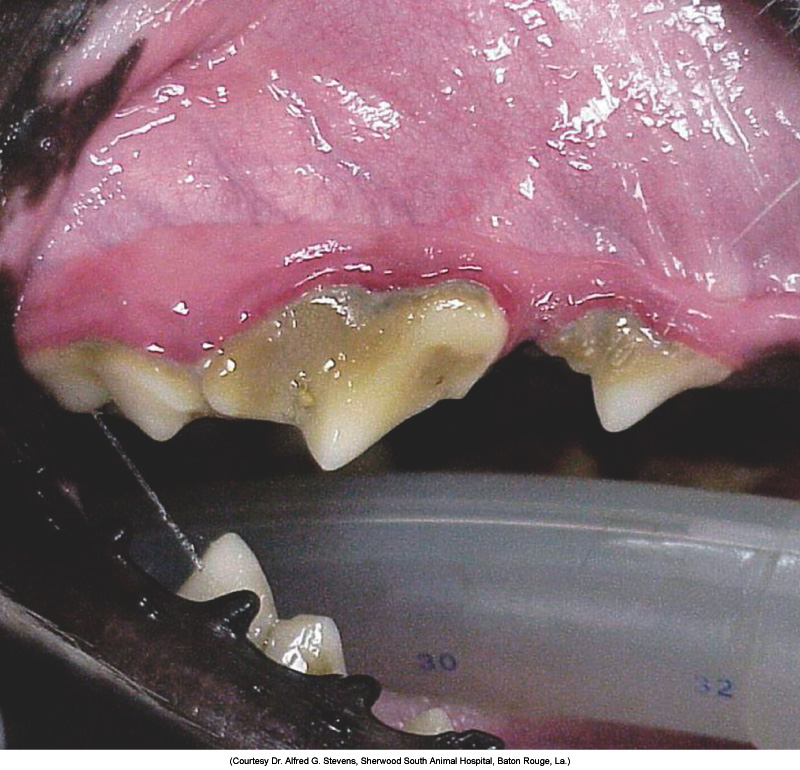 30
32
(Courtesy Dr. Alfred G. Stevens, Sherwood South Animal Hospital, Baton Rouge, La.)